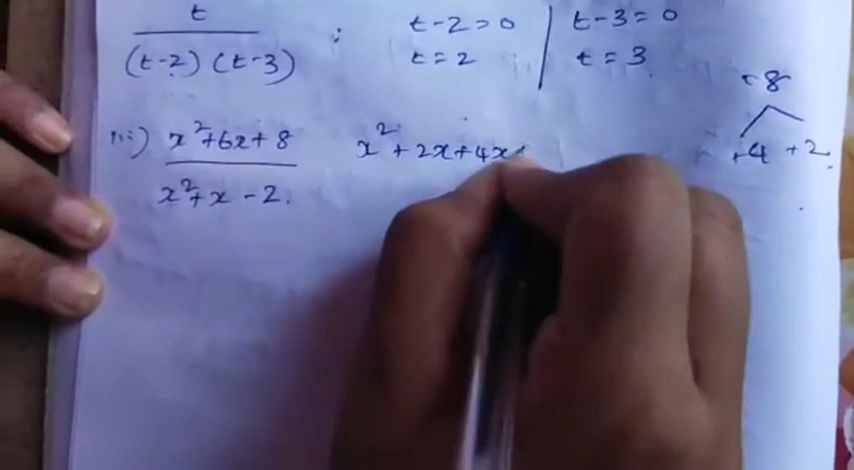 t
(t-2) (t-3) : t-2=0 | t-3=0
t=2 | t=3
+8
+4 +2
iii) x²+6x+8 x²+2x+4x+
x²+x-2.